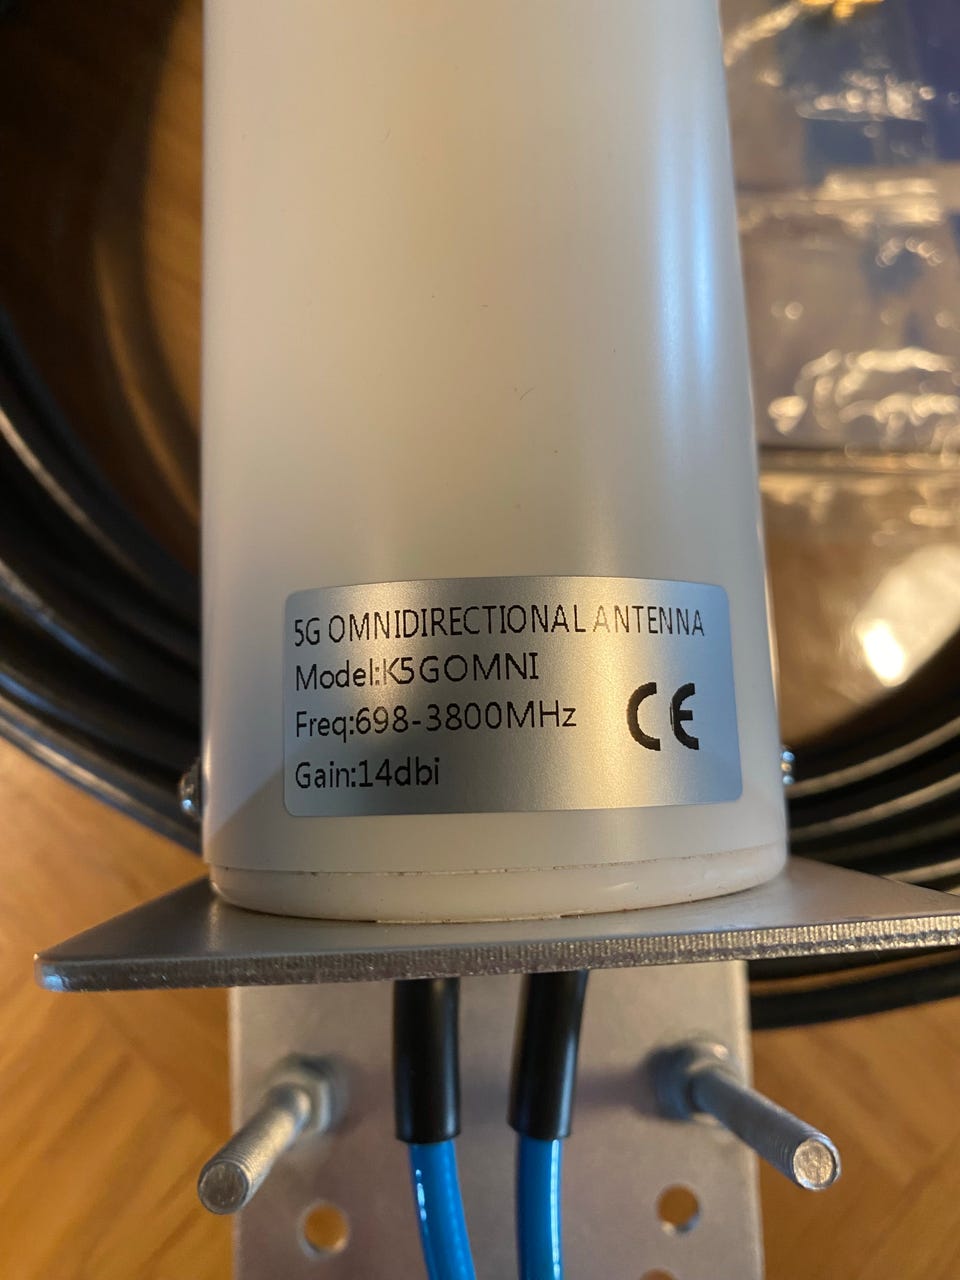 5G OMNIDIRECTIONAL ANTENNA
Model:K5GOMNI
Freq:698-3800MHz
CE
Gain:14dbi